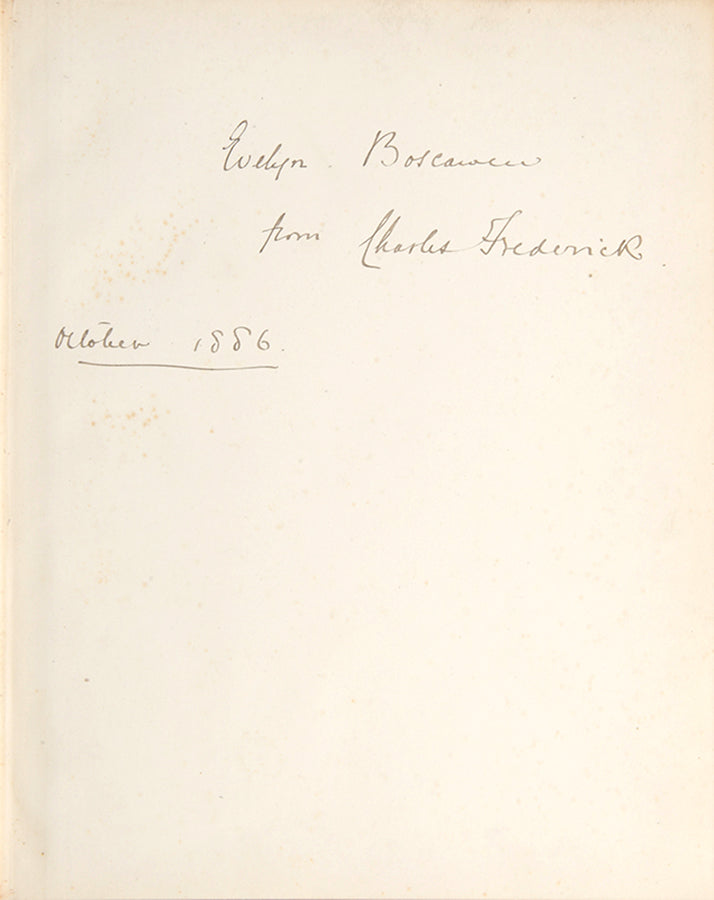 Evelyn Boscawen
from Charles Frederick
October 1886.